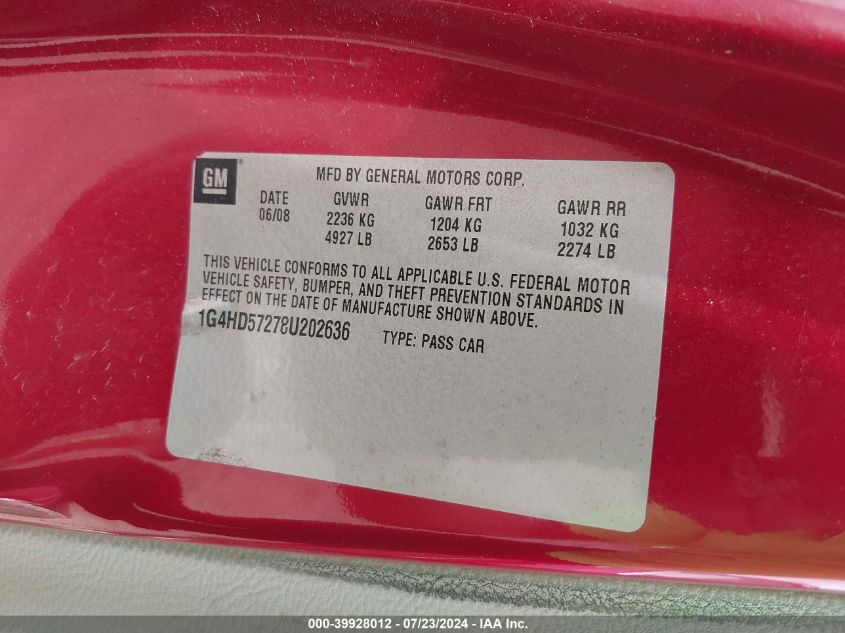 GM
MFD BY GENERAL MOTORS CORP.
DATE GVWR GAWR FRT GAWR RR
06/08 2236 KG 1204 KG 1032 KG
4927 LB 2653 LB 2274 LB
THIS VEHICLE CONFORMS TO ALL APPLICABLE U.S. FEDERAL MOTOR
VEHICLE SAFETY, BUMPER, AND THEFT PREVENTION STANDARDS IN
EFFECT ON THE DATE OF MANUFACTURE SHOWN ABOVE.
1G4HD57278U202636 TYPE: PASS CAR
000-39928012 - 07/23/2024 - IAA Inc.